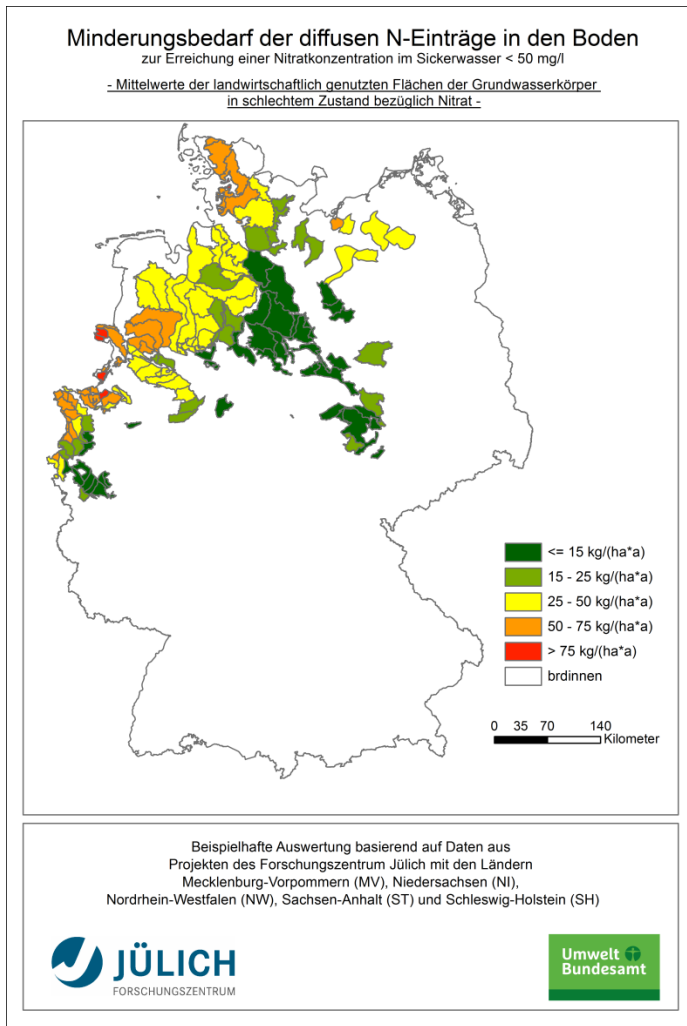 Minderungsbedarf der diffusen N-Einträge in den Boden
zur Erreichung einer Nitratkonzentration im Sickerwasser < 50 mg/l
- Mittelwerte der landwirtschaftlich genutzten Flächen der Grundwasserkörper
in schlechtem Zustand bezüglich Nitrat -
<= 15 kg/(ha*a)
15 - 25 kg/(ha*a)
25 - 50 kg/(ha*a)
50 - 75 kg/(ha*a)
> 75 kg/(ha*a)
brdinnen
0 35 70 140
Kilometer
Beispielhafte Auswertung basierend auf Daten aus
Projekten des Forschungszentrum Jülich mit den Ländern
Mecklenburg-Vorpommern (MV), Niedersachsen (NI),
Nordrhein-Westfalen (NW), Sachsen-Anhalt (ST) und Schleswig-Holstein (SH)
JÜLICH
FORSCHUNGSZENTRUM
Umwelt
Bundesamt